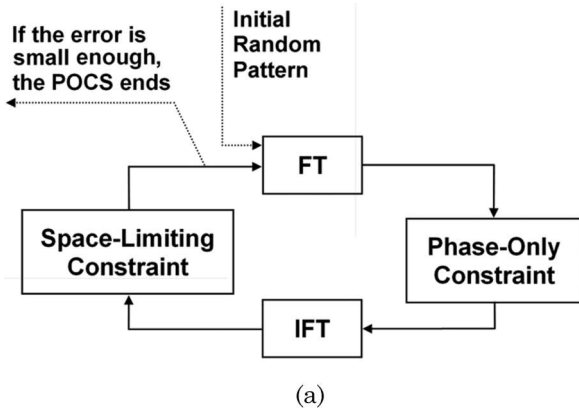 If the error is
small enough,
the POCS ends
Initial
Random
Pattern
FT
Space-Limiting
Constraint
Phase-Only
Constraint
IFT
(a)